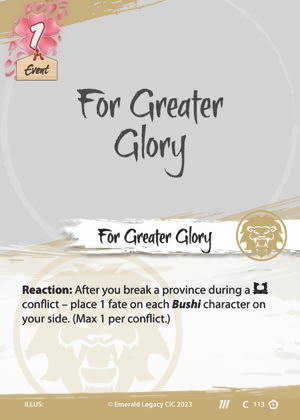 1
Event
For Greater
Glory
For Greater Glory
Reaction: After you break a province during a
conflict – place 1 fate on each Bushi character on
your side. (Max 1 per conflict.)
ILLUS:
© Emerald Legacy CIC 2023
C 113